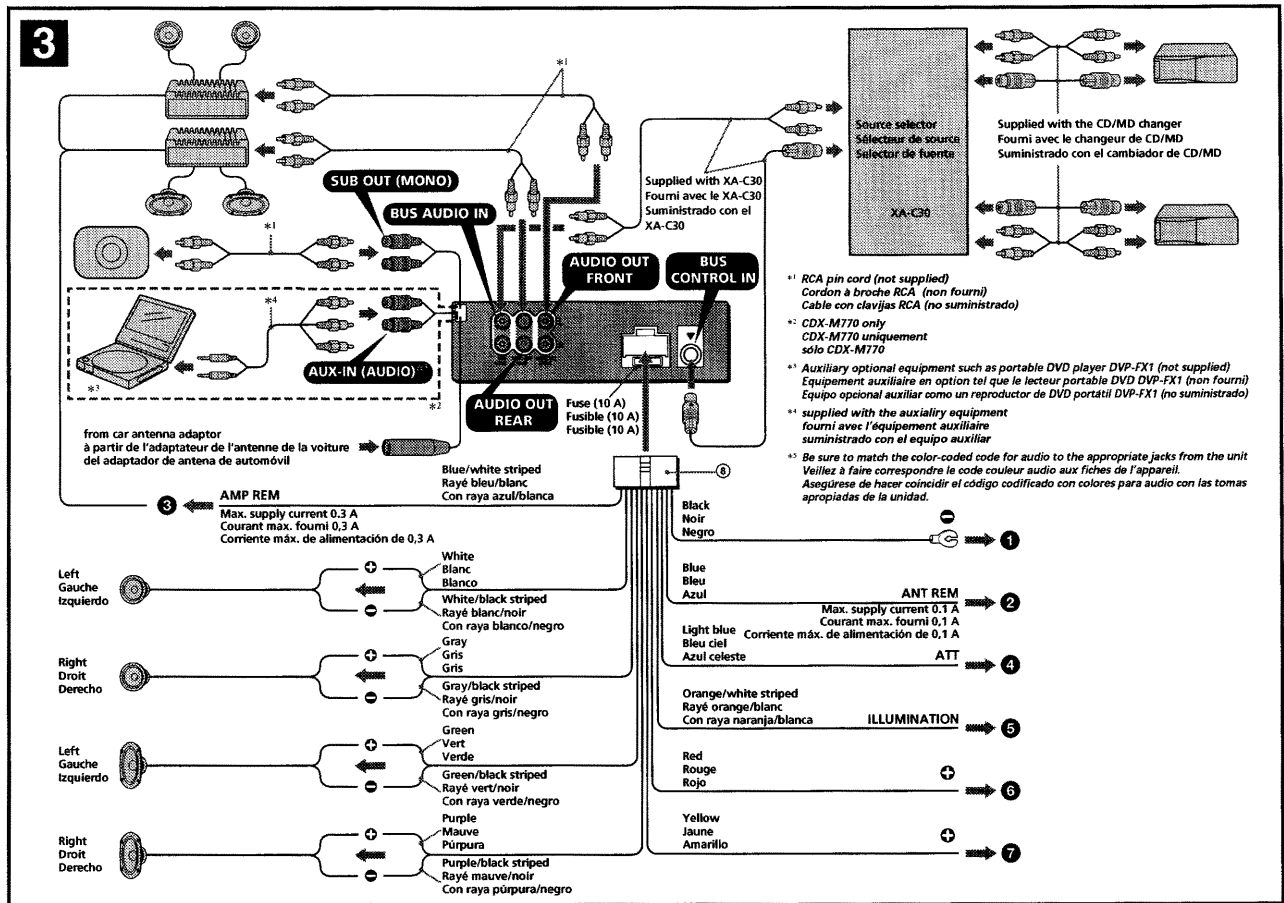 3
*1
SUB OUT (MONO)
BUS AUDIO IN
*1
AUDIO OUT
FRONT
BUS
CONTROL IN
Supplied with XA-C30
Fourni avec le XA-C30
Suministrado con el
XA-C30
Source selector
Sélecteur de source
Selector de fuente
XA-C30
Supplied with the CD/MD changer
Fourni avec le changeur de CD/MD
Suministrado con el cambiador de CD/MD
*4
*3
AUX-IN (AUDIO)
*2
AUDIO OUT
REAR
Fuse (10 A)
Fusible (10 A)
Fusible (10 A)
*1 RCA pin cord (not supplied)
Cordon à broche RCA (non fourni)
Cable con clavijas RCA (no suministrado)
*2 CDX-M770 only
CDX-M770 uniquement
sólo CDX-M770
*3 Auxiliary optional equipment such as portable DVD player DVP-FX1 (not supplied)
Equipement auxiliaire en option tel que le lecteur portable DVD DVP-FX1 (non fourni)
Equipo opcional auxiliar como un reproductor de DVD portátil DVP-FX1 (no suministrado)
*4 supplied with the auxialiry equipment
fourni avec l'équipement auxiliaire
suministrado con el equipo auxiliar
*5 Be sure to match the color-coded code for audio to the appropriate jacks from the unit
Veillez à faire correspondre le code couleur audio aux fiches de l'appareil.
Asegúrese de hacer coincidir el código codificado con colores para audio con las tomas
apropiadas de la unidad.
from car antenna adaptor
à partir de l'adaptateur de l'antenne de la voiture
del adaptador de antena de automóvil
Blue/white striped
Rayé bleu/blanc
Con raya azul/blanca
8
3
AMP REM
Max. supply current 0.3 A
Courant max. fourni 0,3 A
Corriente máx. de alimentación de 0,3 A
Black
Noir
Negro
1
Blue
Bleu
Azul
ANT REM
2
Max. supply current 0.1 A
Courant max. fourni 0,1 A
Corriente máx. de alimentación de 0,1 A
Light blue
Bleu ciel
Azul celeste
ATT
4
Orange/white striped
Rayé orange/blanc
Con raya naranja/blanca
ILLUMINATION
5
Red
Rouge
Rojo
6
Yellow
Jaune
Amarillo
7
Left
Gauche
Izquierdo
White
Blanc
Blanco
White/black striped
Rayé blanc/noir
Con raya blanco/negro
Right
Droit
Derecho
Gray
Gris
Gris
Gray/black striped
Rayé gris/noir
Con raya gris/negro
Left
Gauche
Izquierdo
Green
Vert
Verde
Green/black striped
Rayé vert/noir
Con raya verde/negro
Right
Droit
Derecho
Purple
Mauve
Púrpura
Purple/black striped
Rayé mauve/noir
Con raya púrpura/negro